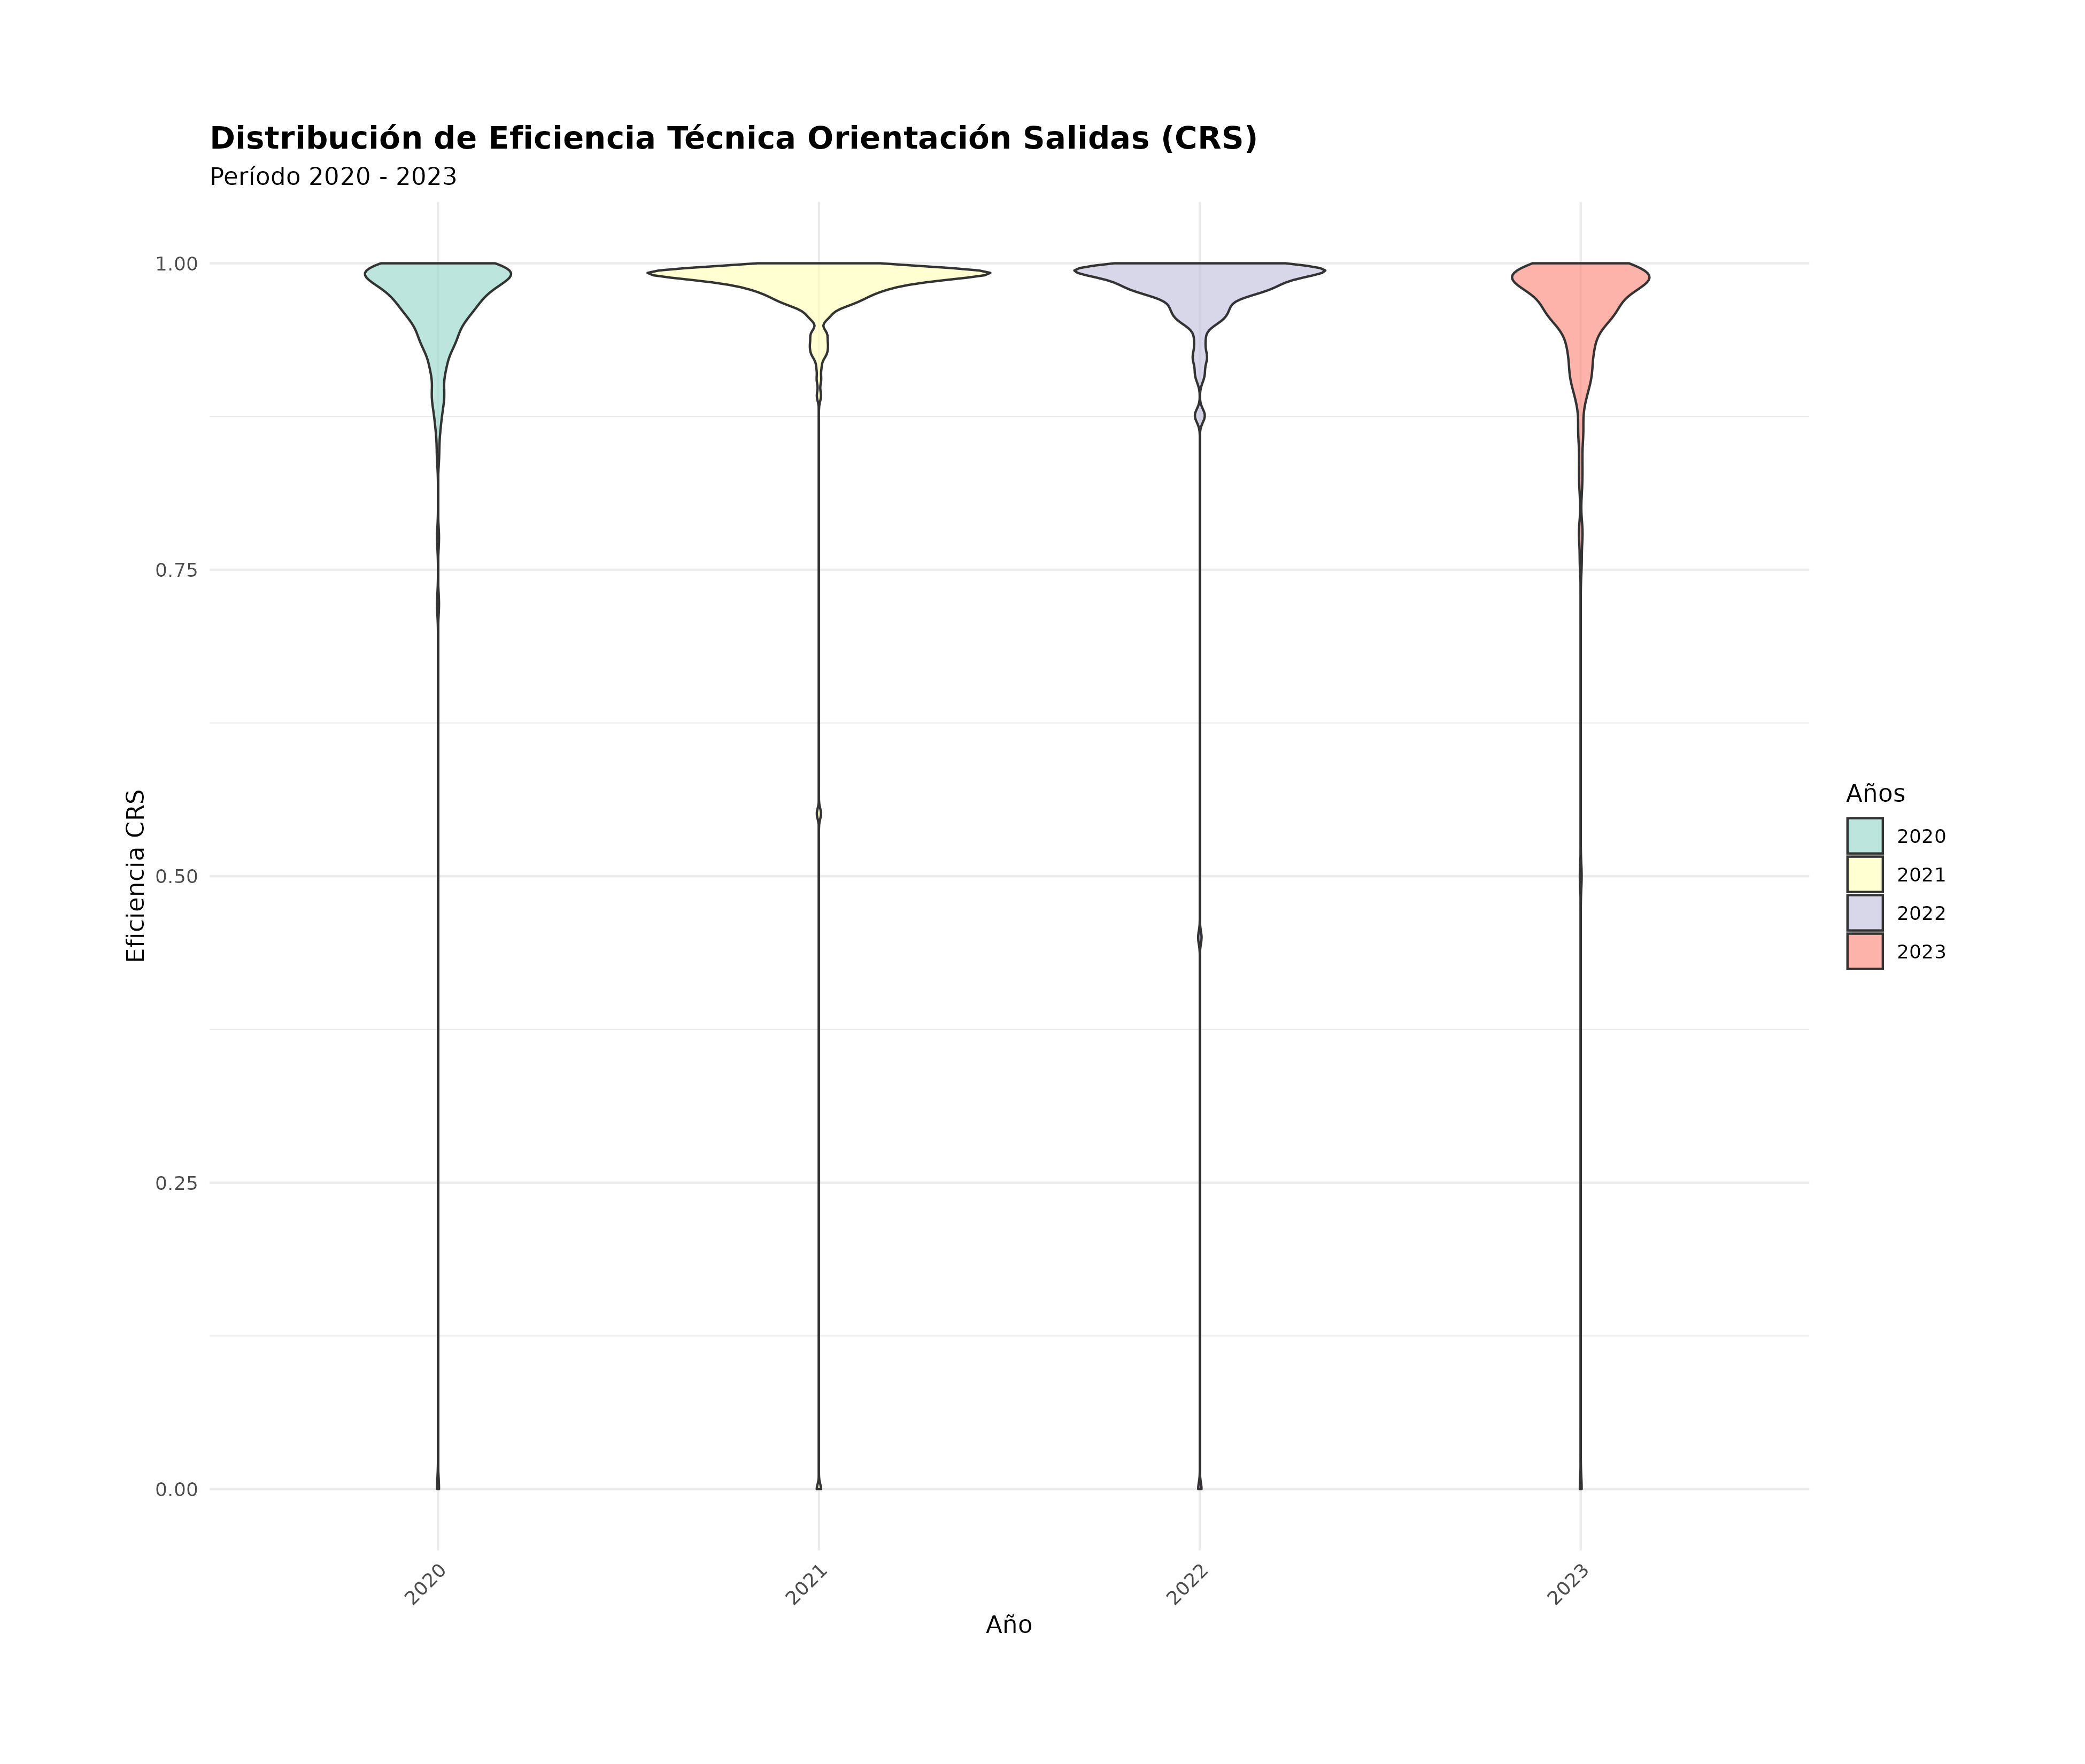 Distribución de Eficiencia Técnica Orientación Salidas (CRS)
Período 2020 - 2023
1.00
0.75
0.50
0.25
0.00
Eficiencia CRS
2020
2021
2022
2023
Año
Años
2020
2021
2022
2023